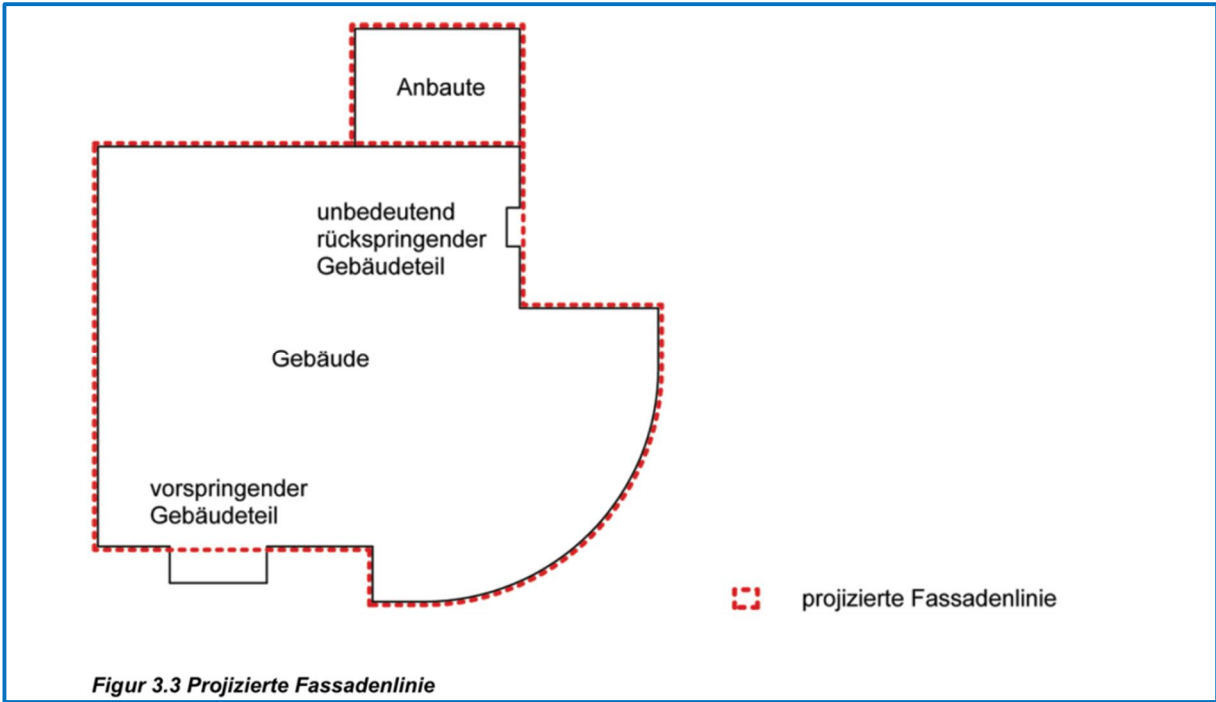 Anbaute
unbedeutend
rückspringender
Gebäudeteil
Gebäude
vorspringender
Gebäudeteil
projizierte Fassadenlinie
Figur 3.3 Projizierte Fassadenlinie